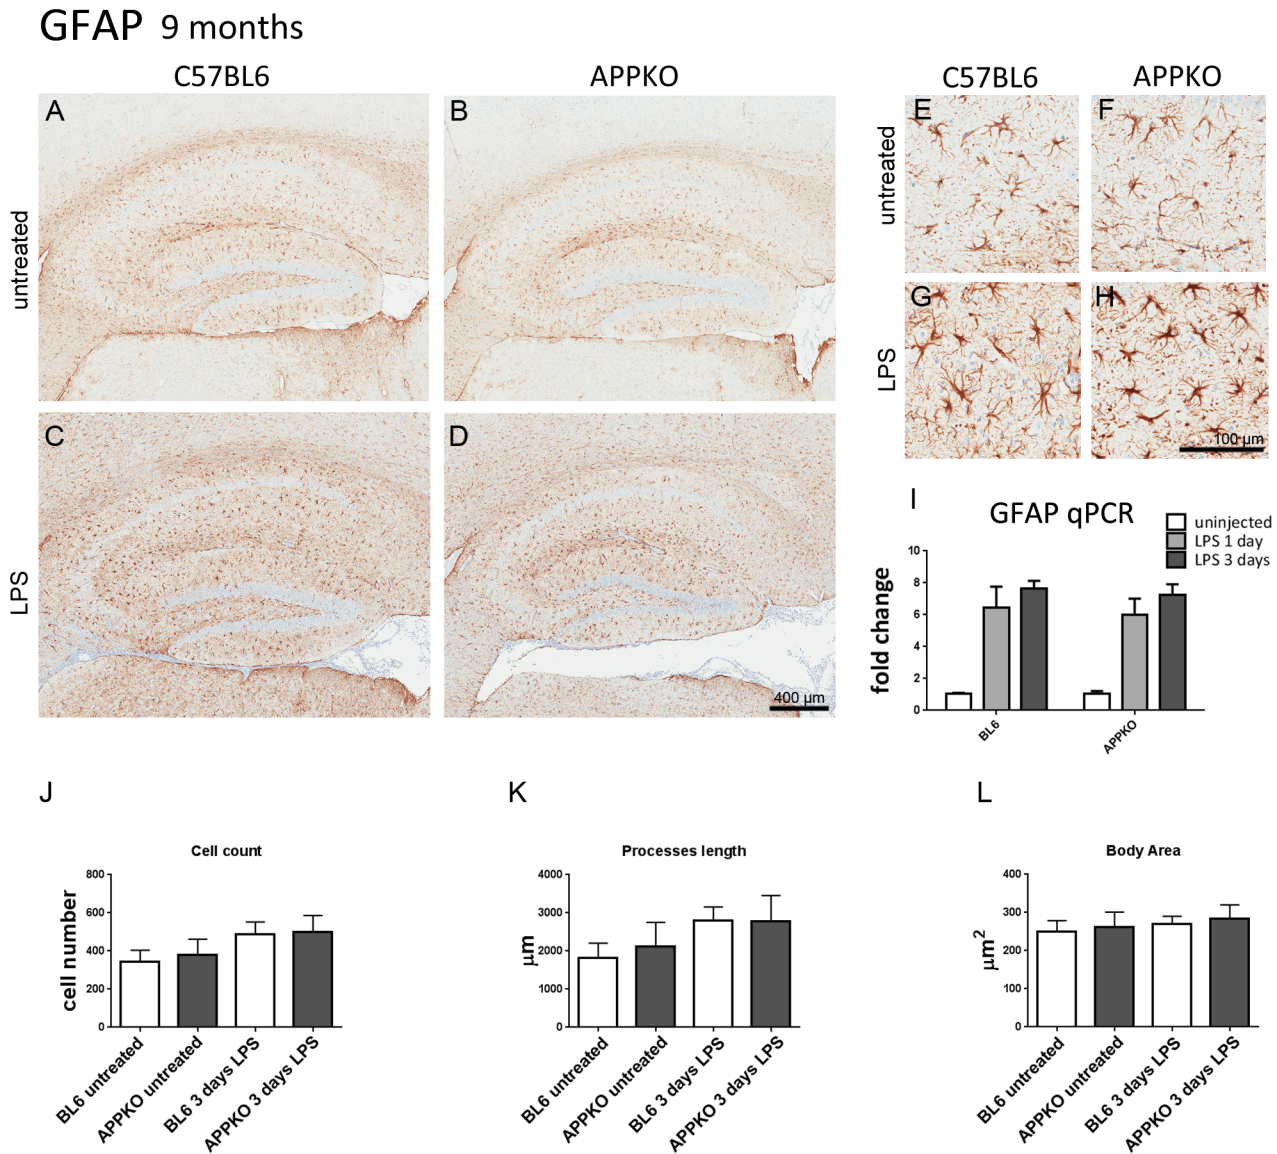 GFAP 9 months
C57BL6
APPKO
C57BL6
APPKO
untreated
A
B
E
F
untreated
G
H
LPS
100 µm
C
D
LPS
400 µm
I
GFAP qPCR
uninjected
LPS 1 day
LPS 3 days
fold change
10
8
6
4
2
0
BL6
APPKO
J
Cell count
cell number
800
600
400
200
0
BL6 untreated
APPKO untreated
BL6 3 days LPS
APPKO 3 days LPS
K
Processes length
µm
4000
3000
2000
1000
0
BL6 untreated
APPKO untreated
BL6 3 days LPS
APPKO 3 days LPS
L
Body Area
µm²
400
300
200
100
0
BL6 untreated
APPKO untreated
BL6 3 days LPS
APPKO 3 days LPS